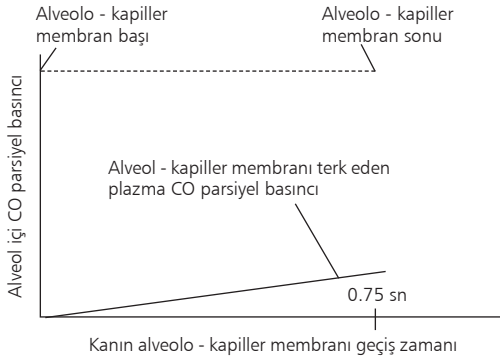 Alveolo - kapiller
membran başı
Alveolo - kapiller
membran sonu
Alveol içi CO parsiyel basıncı
Alveol - kapiller membranı terk eden
plazma CO parsiyel basıncı
0.75 sn
Kanın alveolo - kapiller membranı geçiş zamanı